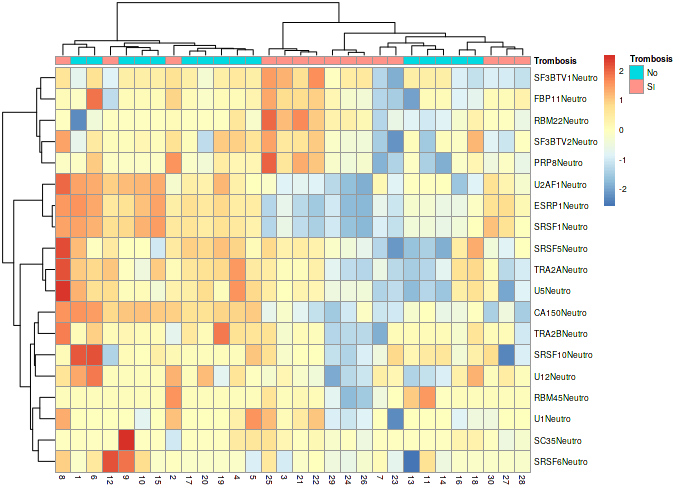 Trombosis
SF3BTV1Neutro
FBP11Neutro
RBM22Neutro
SF3BTV2Neutro
PRP8Neutro
U2AF1Neutro
ESRP1Neutro
SRSF1Neutro
SRSF5Neutro
TRA2ANeutro
U5Neutro
CA150Neutro
TRA2BNeutro
SRSF10Neutro
U12Neutro
RBM45Neutro
U1Neutro
SC35Neutro
SRSF6Neutro
8 1 6 12 9 10 15 2 17 20 19 4 5 25 3 21 22 29 24 26 7 23 13 11 14 16 18 30 27 28
2
1
0
-1
-2
Trombosis
No
SI